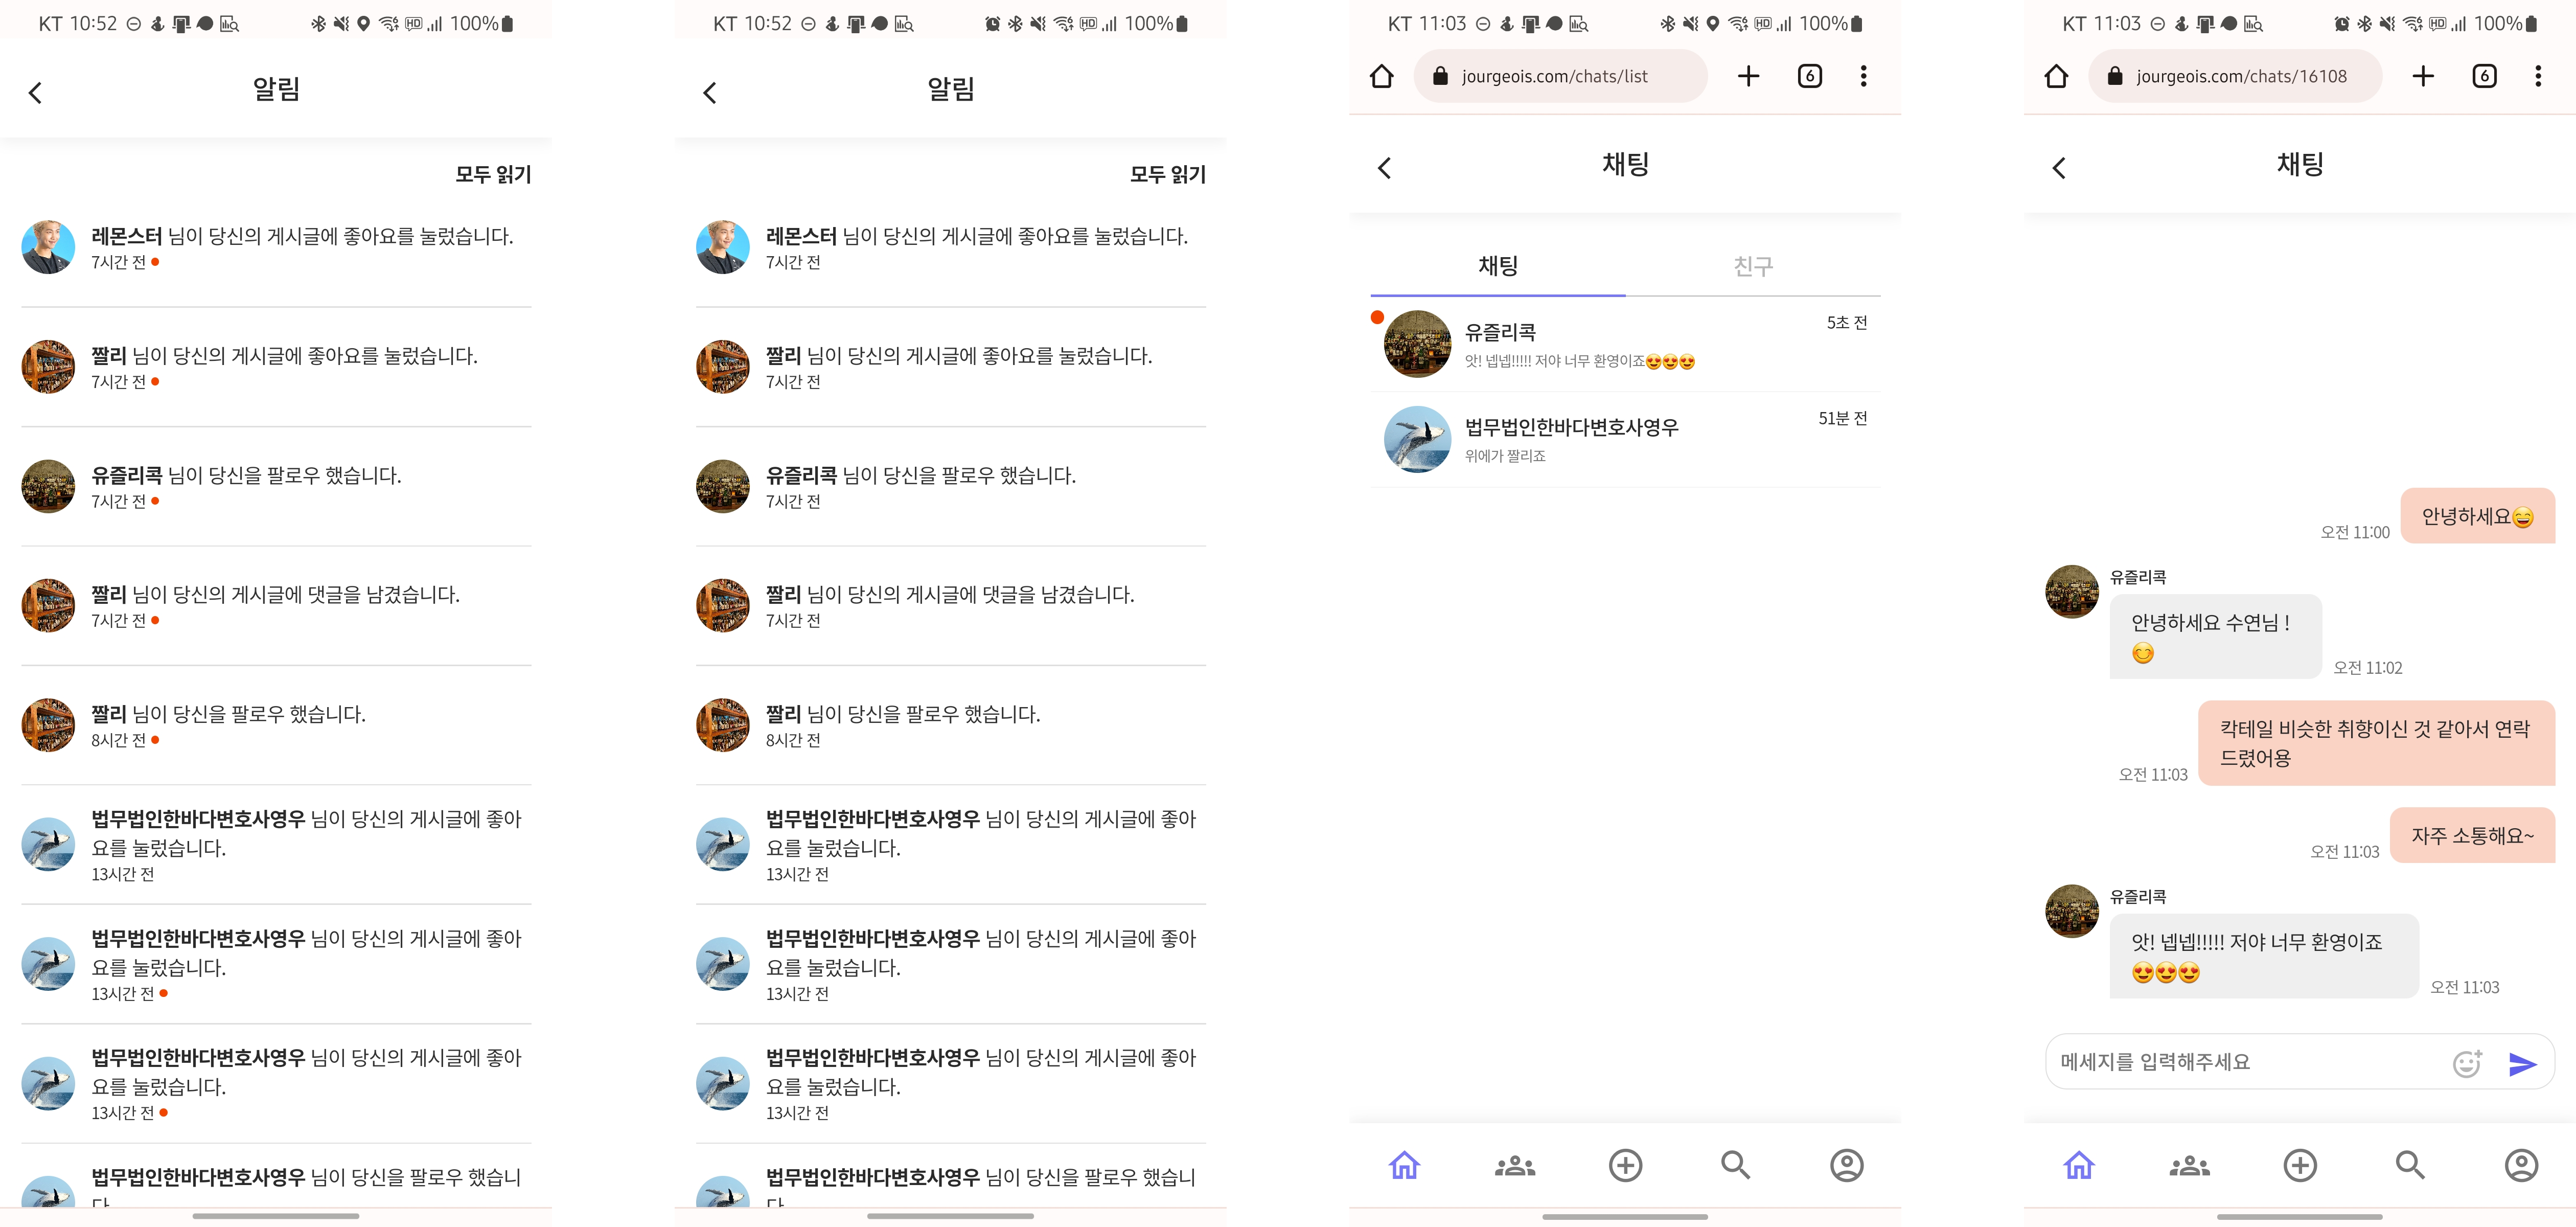 KT 10:52 100%
알림
모두 읽기
레몬스터 님이 당신의 게시글에 좋아요를 눌렀습니다.
7시간 전
짤리 님이 당신의 게시글에 좋아요를 눌렀습니다.
7시간 전
유즐리콕 님이 당신을 팔로우 했습니다.
7시간 전
짤리 님이 당신의 게시글에 댓글을 남겼습니다.
7시간 전
짤리 님이 당신을 팔로우 했습니다.
8시간 전
법무법인한바다변호사영우 님이 당신의 게시글에 좋아
요를 눌렀습니다.
13시간 전
법무법인한바다변호사영우 님이 당신의 게시글에 좋아
요를 눌렀습니다.
13시간 전
법무법인한바다변호사영우 님이 당신의 게시글에 좋아
요를 눌렀습니다.
13시간 전
법무법인한바다변호사영우 님이 당신을 팔로우 했습니
다
KT 10:52 HD 100%
알림
모두 읽기
레몬스터 님이 당신의 게시글에 좋아요를 눌렀습니다.
7시간 전
짤리 님이 당신의 게시글에 좋아요를 눌렀습니다.
7시간 전
유즐리콕 님이 당신을 팔로우 했습니다.
7시간 전
짤리 님이 당신의 게시글에 댓글을 남겼습니다.
7시간 전
짤리 님이 당신을 팔로우 했습니다.
8시간 전
법무법인한바다변호사영우 님이 당신의 게시글에 좋아
요를 눌렀습니다.
13시간 전
법무법인한바다변호사영우 님이 당신의 게시글에 좋아
요를 눌렀습니다.
13시간 전
법무법인한바다변호사영우 님이 당신의 게시글에 좋아
요를 눌렀습니다.
13시간 전
법무법인한바다변호사영우 님이 당신을 팔로우 했습니
KT 11:03 HD 100%
jourgeois.com/chats/list 6
채팅
채팅 친구
유즐리콕 5초 전
앗! 넵넵!!!!! 저야 너무 환영이죠😍😍😍
법무법인한바다변호사영우 51분 전
위에가 짤리죠
KT 11:03 HD 100%
jourgeois.com/chats/16108 6
채팅
안녕하세요😄
오전 11:00
유즐리콕
안녕하세요 수연님 !
😊
오전 11:02
칵테일 비슷한 취향이신 것 같아서 연락
드렸어용
오전 11:03
자주 소통해요~
오전 11:03
유즐리콕
앗! 넵넵!!!!! 저야 너무 환영이죠
😍😍😍
오전 11:03
메세지를 입력해주세요